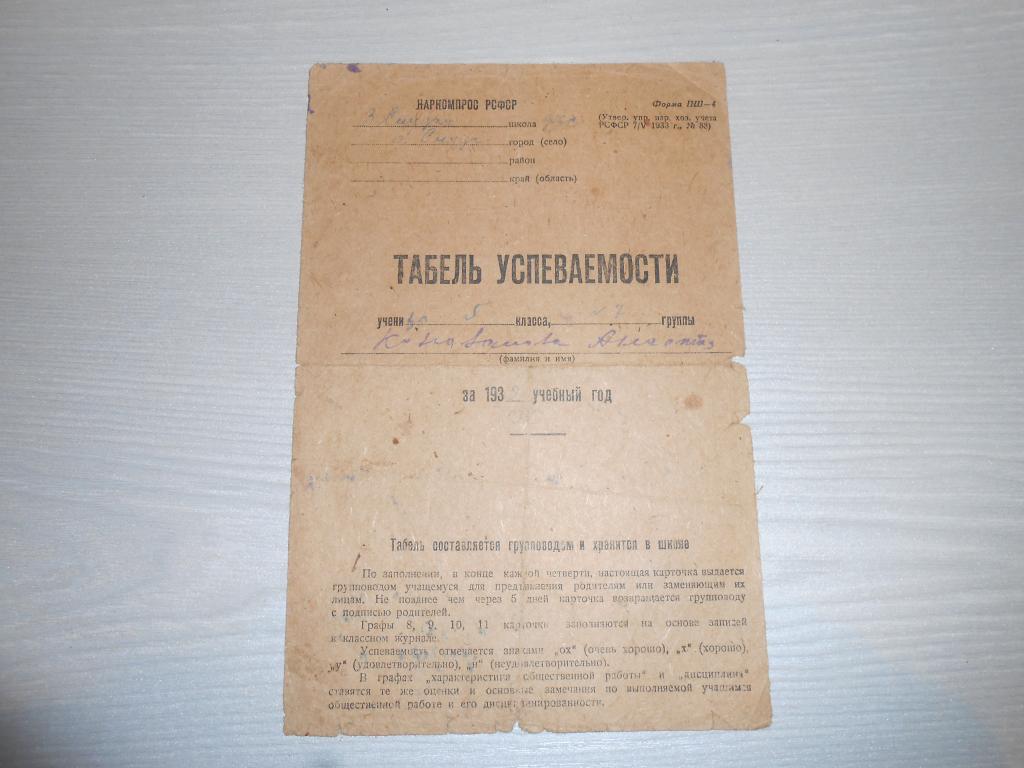 НАРКОМПРОС РСФСР
Форма ПШ—4
(Утвер. упр. нар. хоз. учета
РСФСР 7/V 1933 г., № 83)
школа
город (село)
район
край (область)
ТАБЕЛЬ УСПЕВАЕМОСТИ
учени 5 класса, группы
(фамилия и имя)
за 193 учебный год
Табель составляется групповодом и хранится в школе
По заполнении, в конце каждой четверти, настоящая карточка выдается
групповодом учащемуся для предъявления родителям или заменяющим их
лицам. Не позднее чем через 5 дней карточка возвращается групповоду
с подписью родителей.
Графы 8, 9, 10, 11 карточки заполняются на основе записей
в классном журнале.
Успеваемость отмечается знаками „ох“ (очень хорошо), „х“ (хорошо),
„у“ (удовлетворительно), „н“ (неудовлетворительно).
В графах „характеристика общественной работы“ и „дисциплина“
ставятся те же оценки и основные замечания по выполняемой учащимся
общественной работе и его дисциплинированности.